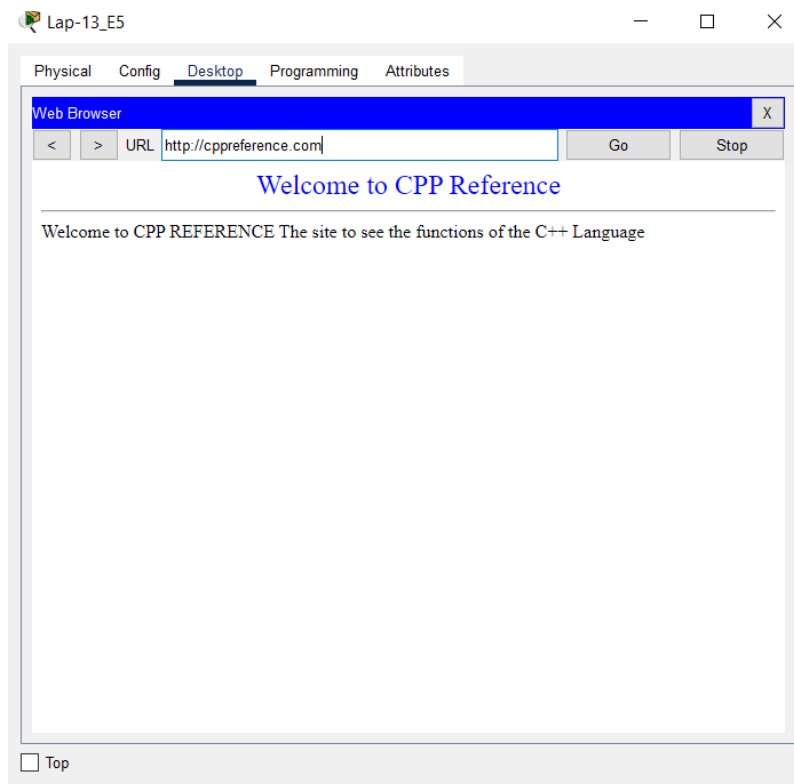 Lap-13_E5
Physical Config Desktop Programming Attributes
Web Browser X
< > URL http://cppreference.com Go Stop
Welcome to CPP Reference
Welcome to CPP REFERENCE The site to see the functions of the C++ Language
Top